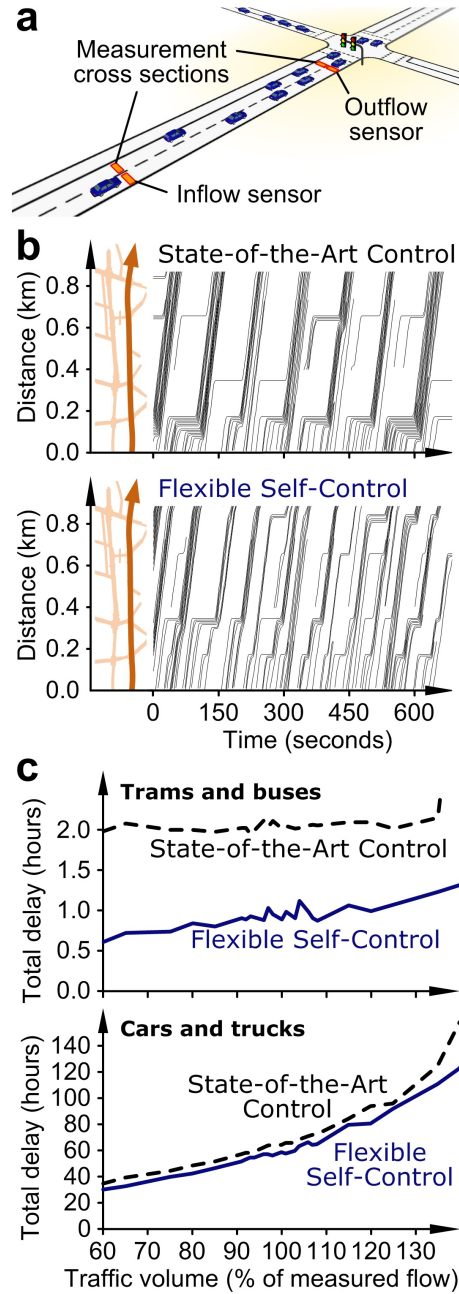 a
Measurement
cross sections
Outflow
sensor
Inflow sensor
b
State-of-the-Art Control
Distance (km)
0.8
0.6
0.4
0.2
0.0
Flexible Self-Control
Distance (km)
0.8
0.6
0.4
0.2
0.0
0 150 300 450 600
Time (seconds)
c
Trams and buses
Total delay (hours)
2.0
1.5
1.0
0.5
0.0
State-of-the-Art Control
Flexible Self-Control
Cars and trucks
Total delay (hours)
140
120
100
80
60
40
20
0
State-of-the-Art
Control
Flexible
Self-Control
60 70 80 90 100 110 120 130
Traffic volume (% of measured flow)